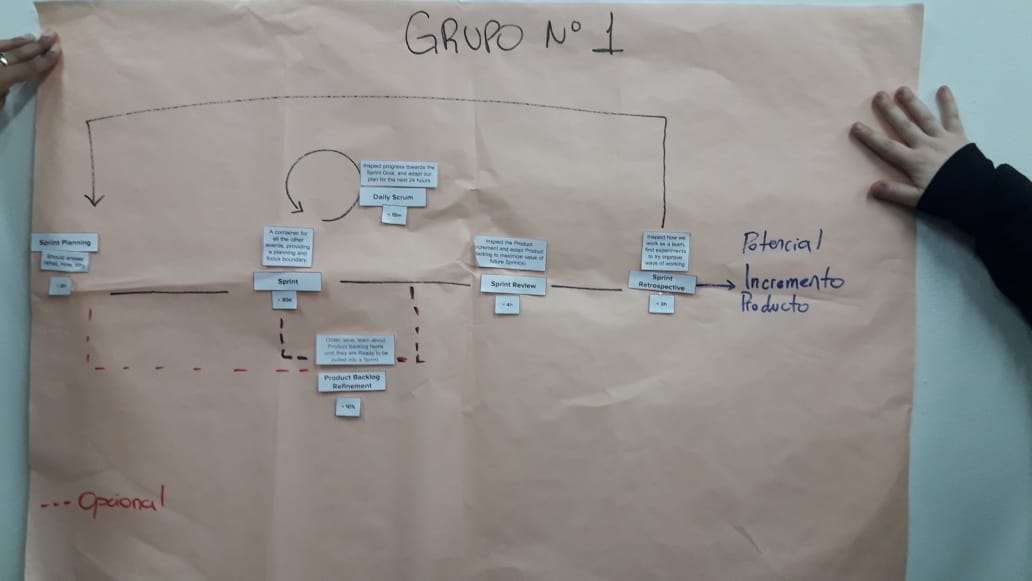 GRUPO Nº 1
Inspect progress towards the
Sprint Goal, and adapt our
plan for the next 24 hours
Daily Scrum
< 15m
Sprint Planning
Should answer
What, How, Why
< 8h
A container for
all the other
events, providing
a planning and
focus boundary.
Sprint
< 30d
Inspect the Product
Increment and adapt Product
Backlog to maximize value of
future Sprint(s)
Sprint Review
< 4h
Inspect how we
work as a team,
find experiments
to try improve
ways of working
Sprint
Retrospective
< 3h
Potencial
Incremento
Producto
Order, slice, learn about
Product Backlog Items
until they are Ready to be
pulled into a Sprint.
Product Backlog
Refinement
< 10%
--- Opcional